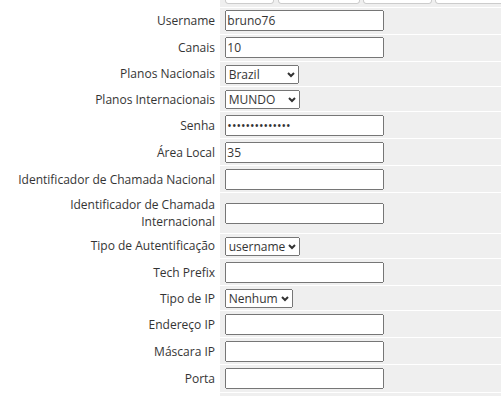 Username bruno76
Canais 10
Planos Nacionais Brazil
Planos Internacionais MUNDO
Senha ••••••••••••••
Área Local 35
Identificador de Chamada Nacional
Identificador de Chamada
Internacional
Tipo de Autentificação username
Tech Prefix
Tipo de IP Nenhum
Endereço IP
Máscara IP
Porta